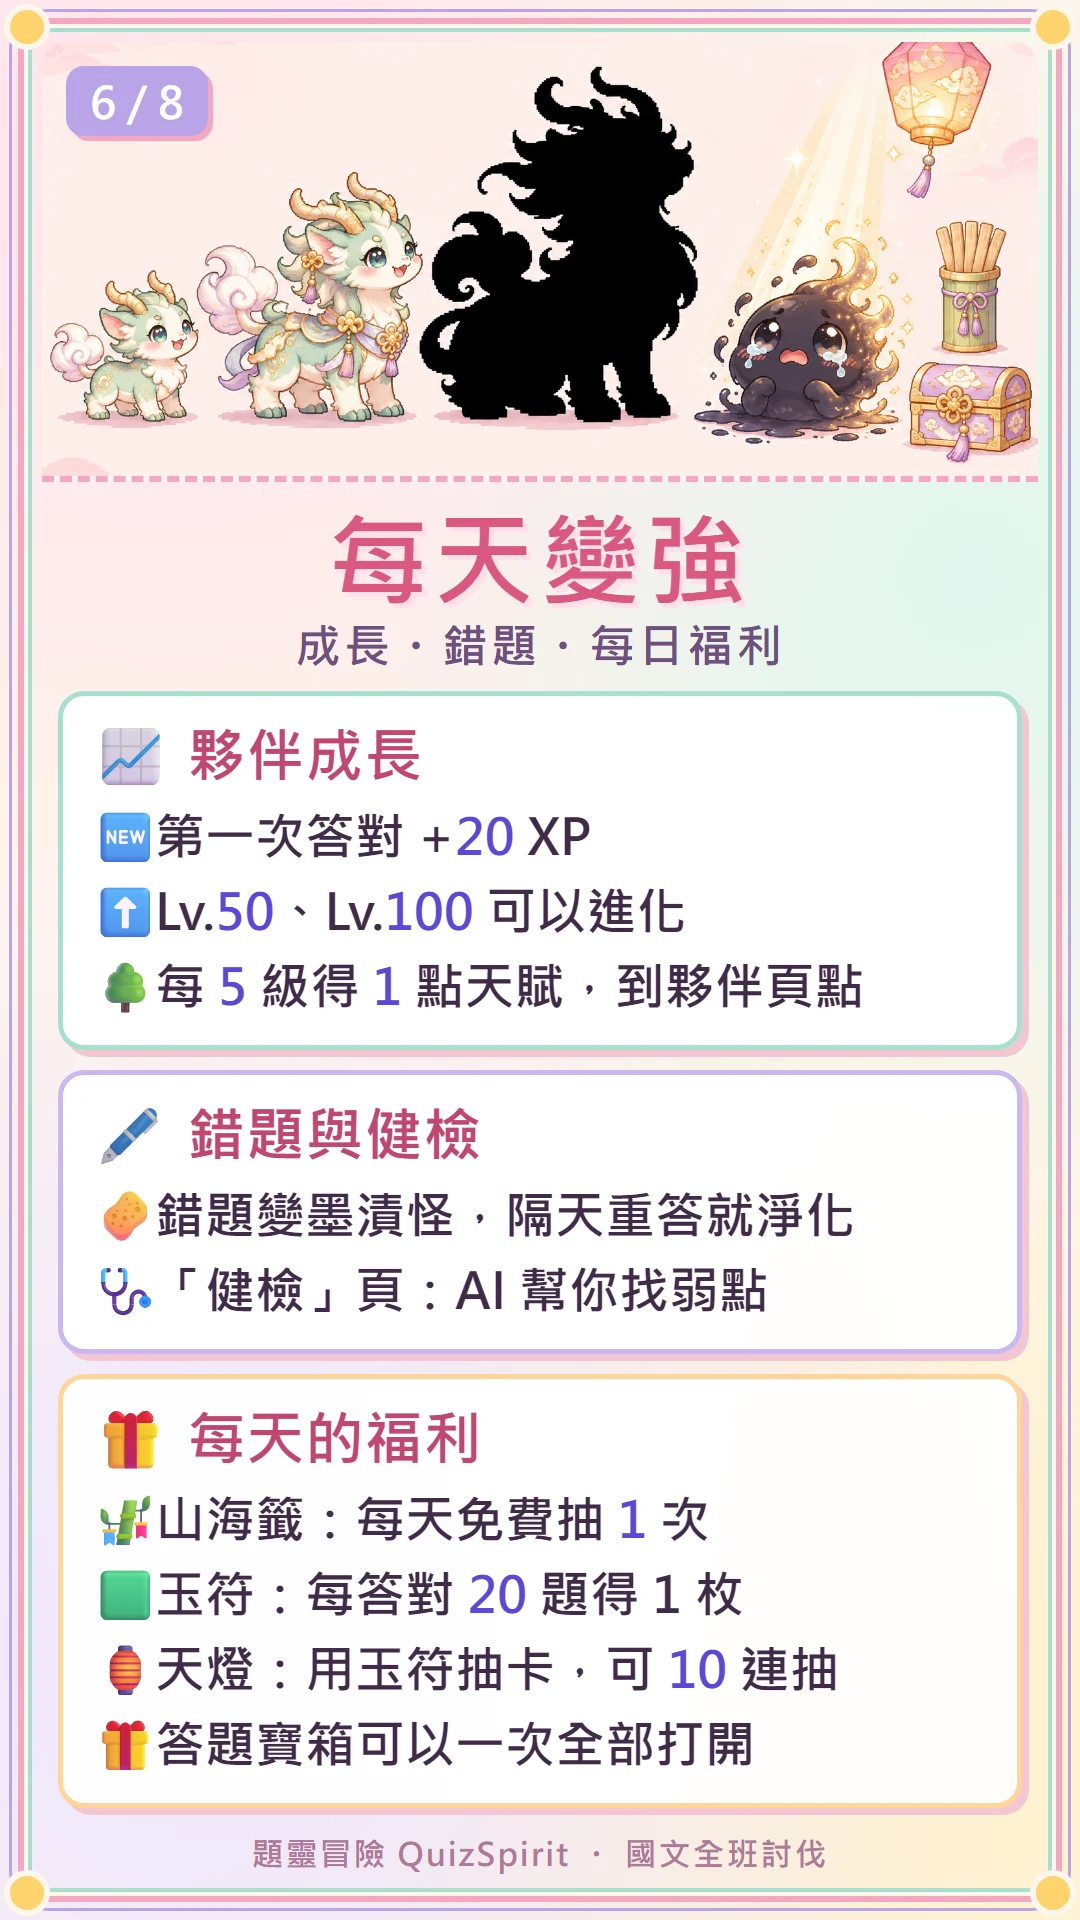 6/8
每天變強
成長・錯題・每日福利
夥伴成長
NEW 第一次答對 +20 XP
Lv.50、Lv.100 可以進化
每 5 級得 1 點天賦，到夥伴頁點
錯題與健檢
錯題變墨漬怪，隔天重答就淨化
「健檢」頁：AI 幫你找弱點
每天的福利
山海籤：每天免費抽 1 次
玉符：每答對 20 題得 1 枚
天燈：用玉符抽卡，可 10 連抽
答題寶箱可以一次全部打開
題靈冒險 QuizSpirit · 國文全班討伐